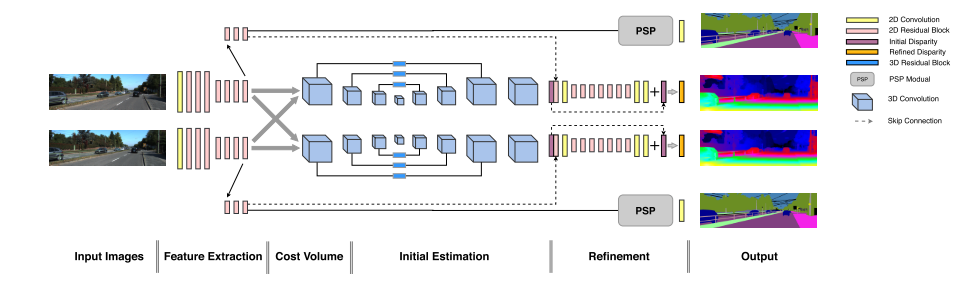 PSP
2D Convolution
2D Residual Block
Initial Disparity
Refined Disparity
3D Residual Block
PSP
PSP Modual
3D Convolution
Skip Connection
+
+
PSP
Input Images
Feature Extraction
Cost Volume
Initial Estimation
Refinement
Output